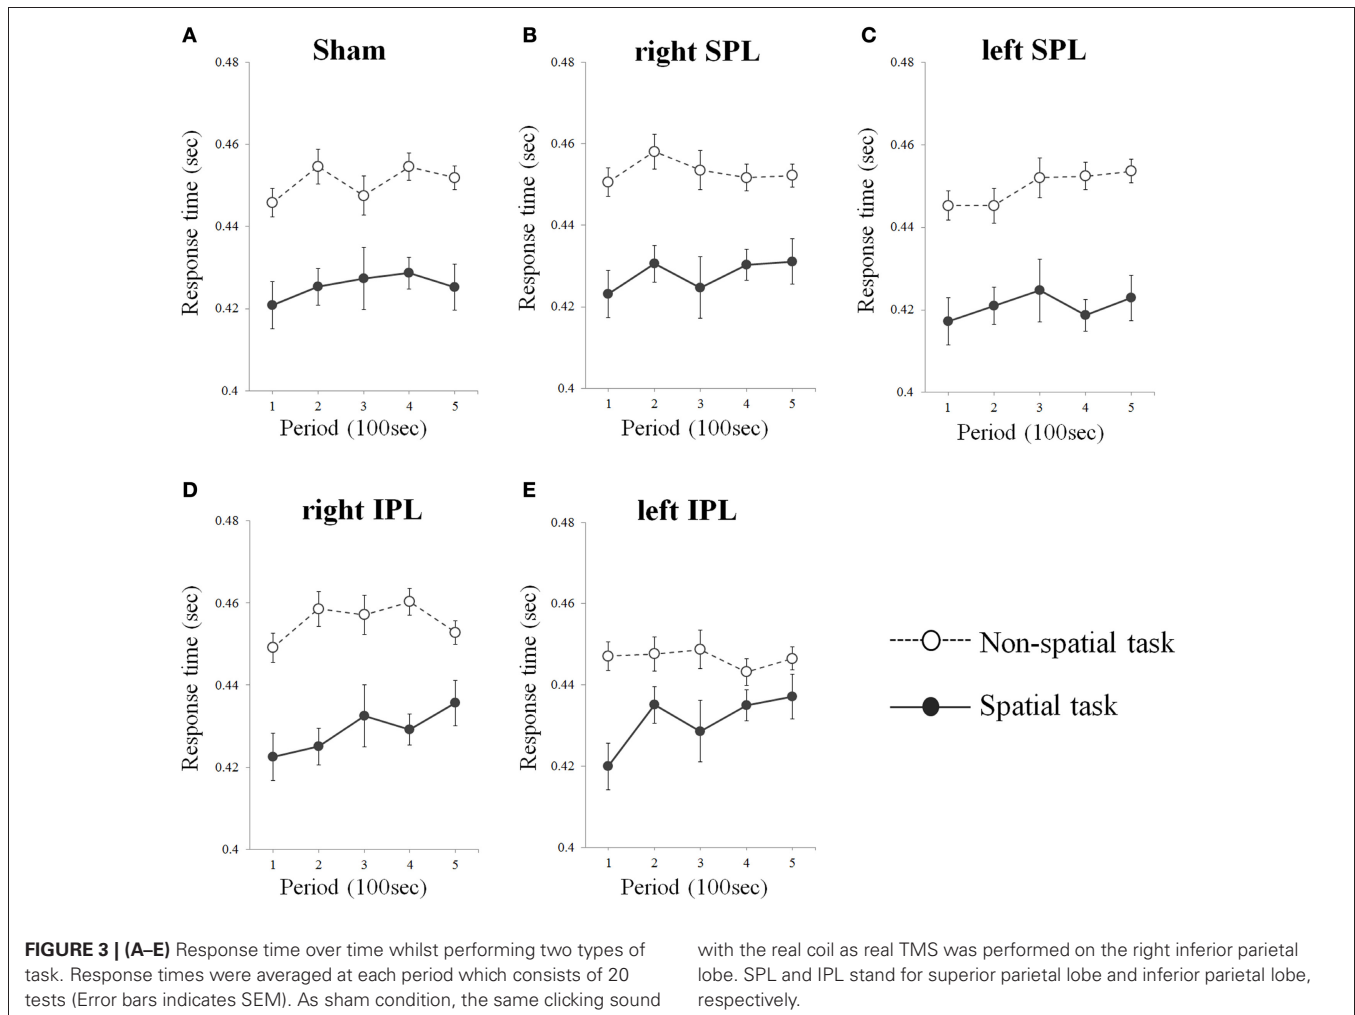 A
Sham
0.48
0.46
0.44
0.42
0.4
Response time (sec)
1 2 3 4 5
Period (100sec)
B
right SPL
0.48
0.46
0.44
0.42
0.4
Response time (sec)
1 2 3 4 5
Period (100sec)
C
left SPL
0.48
0.46
0.44
0.42
0.4
Response time (sec)
1 2 3 4 5
Period (100sec)
D
right IPL
0.48
0.46
0.44
0.42
0.4
Response time (sec)
1 2 3 4 5
Period (100sec)
E
left IPL
0.48
0.46
0.44
0.42
0.4
Response time (sec)
1 2 3 4 5
Period (100sec)
Non-spatial task
Spatial task
FIGURE 3 | (A–E) Response time over time whilst performing two types of
task. Response times were averaged at each period which consists of 20
tests (Error bars indicates SEM). As sham condition, the same clicking sound
with the real coil as real TMS was performed on the right inferior parietal
lobe. SPL and IPL stand for superior parietal lobe and inferior parietal lobe,
respectively.